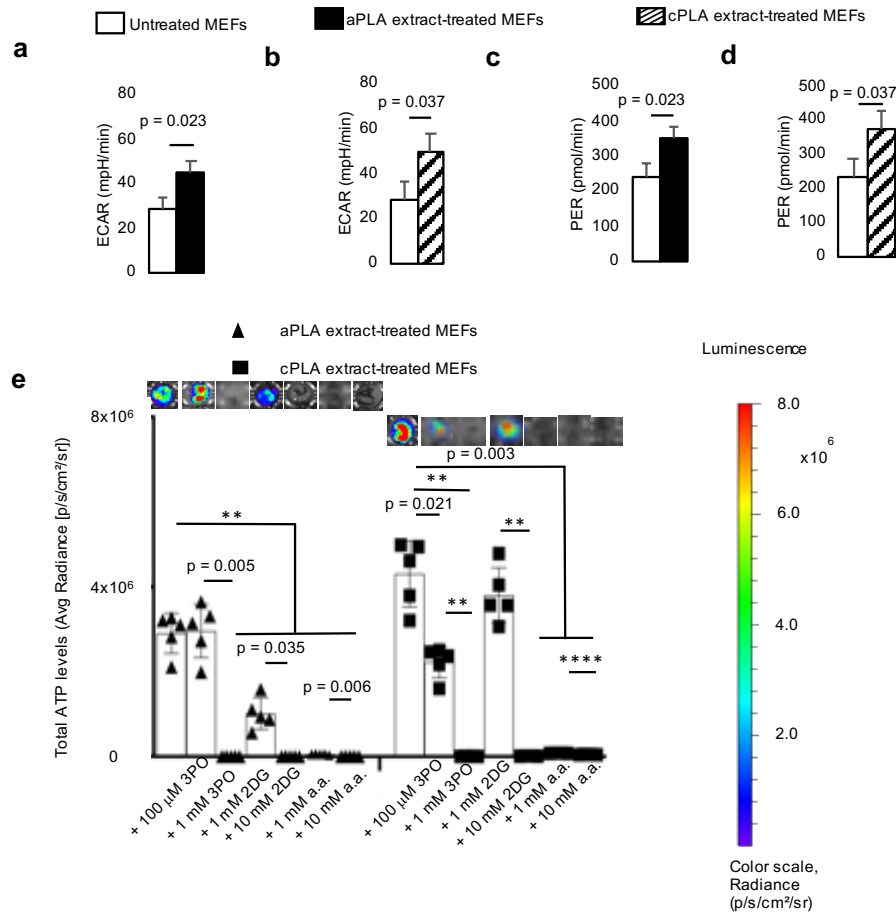 Untreated MEFs
aPLA extract-treated MEFs
cPLA extract-treated MEFs
a
80
60
40
20
0
ECAR (mpH/min)
p = 0.023
b
80
60
40
20
0
ECAR (mpH/min)
p = 0.037
c
500
400
300
200
100
0
PER (pmol/min)
p = 0.023
d
500
400
300
200
100
0
PER (pmol/min)
p = 0.037
e
aPLA extract-treated MEFs
cPLA extract-treated MEFs
Total ATP levels (Avg Radiance [p/s/cm²/sr])
8x10⁶
4x10⁶
0
**
p = 0.005
p = 0.035
p = 0.006
p = 0.003
**
p = 0.021
**
**
****
+ 100 µM 3PO
+ 1 mM 3PO
+ 1 mM 2DG
+ 10 mM 2DG
+ 1 mM a.a.
+ 10 mM a.a.
+ 100 µM 3PO
+ 1 mM 3PO
+ 1 mM 2DG
+ 10 mM 2DG
+ 1 mM a.a.
+ 10 mM a.a.
Luminescence
8.0
x10⁶
6.0
4.0
2.0
Color scale,
Radiance
(p/s/cm²/sr)